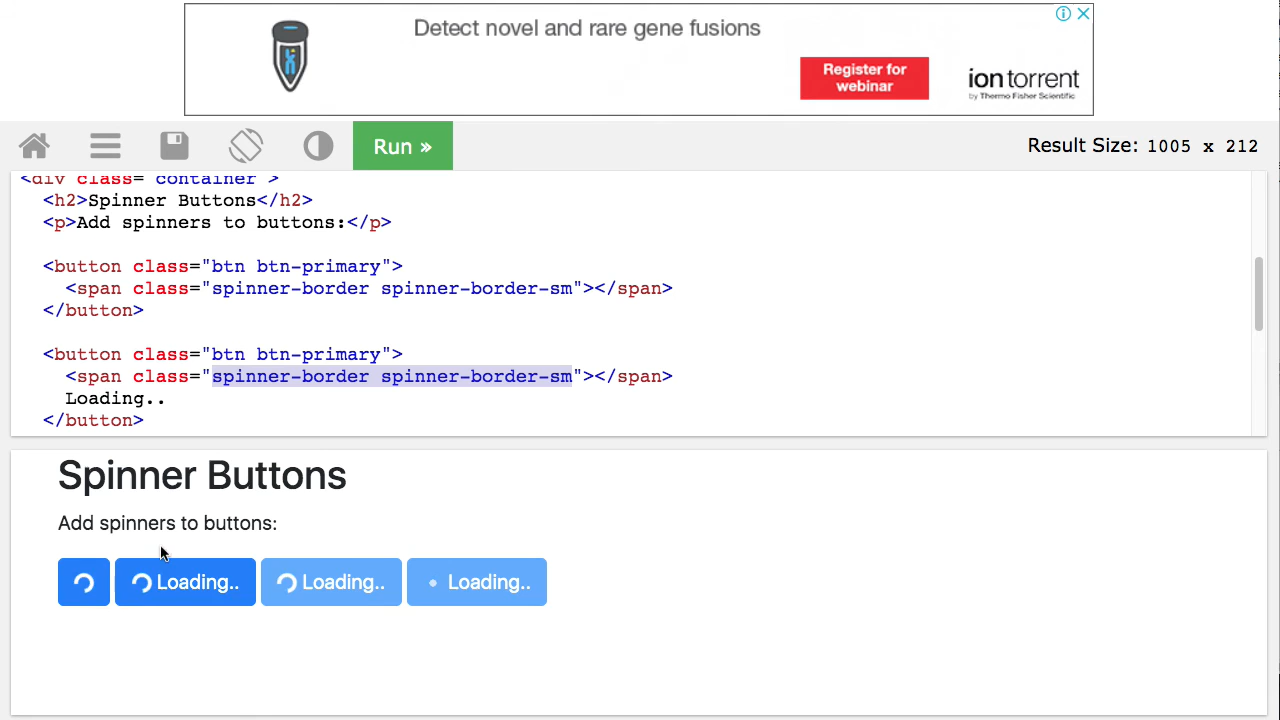 Detect novel and rare gene fusions
Register for
webinar
ion torrent
by Thermo Fisher Scientific
Run »
Result Size: 1005 x 212
<div class="container">
<h2>Spinner Buttons</h2>
<p>Add spinners to buttons:</p>
<button class="btn btn-primary">
<span class="spinner-border spinner-border-sm"></span>
</button>
<button class="btn btn-primary">
<span class="spinner-border spinner-border-sm"></span>
Loading..
</button>
Spinner Buttons
Add spinners to buttons:
Loading..
Loading..
Loading..